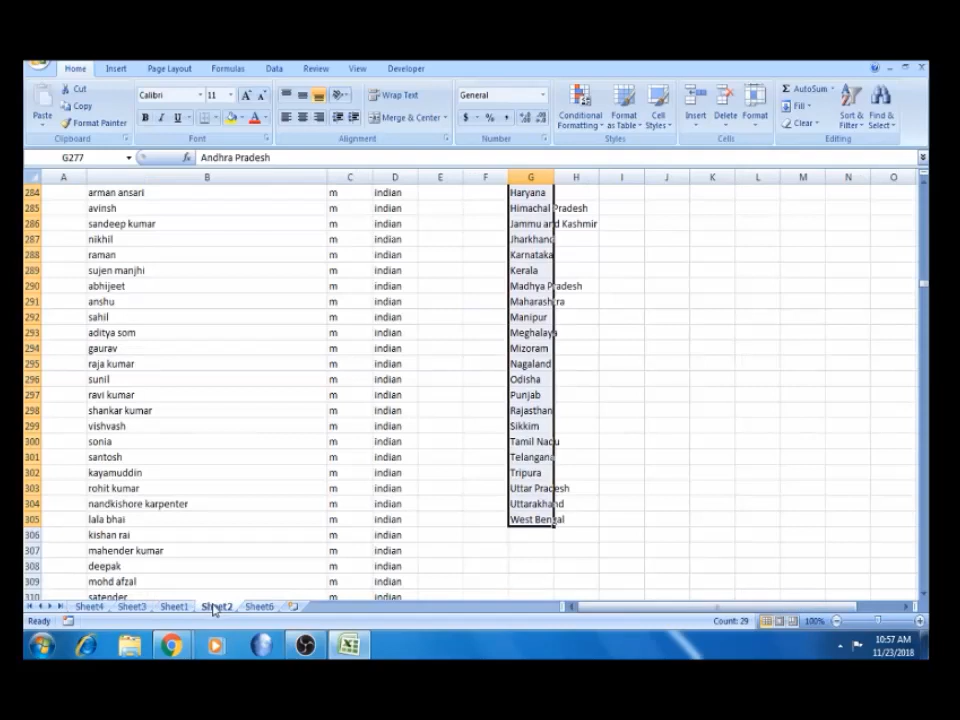 Home Insert Page Layout Formulas Data Review View Developer
Cut
Copy
Format Painter
Paste
Clipboard
Calibri 11
B I U
Font
Wrap Text
Merge & Center
Alignment
General
$ % ,
Number
Conditional Formatting
Format as Table
Cell Styles
Styles
Insert Delete Format
Cells
AutoSum
Fill
Clear
Sort & Filter
Find & Select
Editing
G277 fx Andhra Pradesh
A B C D E F G H I J K L M N O
284 arman ansari m indian Haryana
285 avinsh m indian Himachal Pradesh
286 sandeep kumar m indian Jammu and Kashmir
287 nikhil m indian Jharkhand
288 raman m indian Karnataka
289 sujen manjhi m indian Kerala
290 abhijeet m indian Madhya Pradesh
291 anshu m indian Maharashtra
292 sahil m indian Manipur
293 aditya som m indian Meghalaya
294 gaurav m indian Mizoram
295 raja kumar m indian Nagaland
296 sunil m indian Odisha
297 ravi kumar m indian Punjab
298 shankar kumar m indian Rajasthan
299 vishvash m indian Sikkim
300 sonia m indian Tamil Nadu
301 santosh m indian Telangana
302 kayamuddin m indian Tripura
303 rohit kumar m indian Uttar Pradesh
304 nandkishore karpenter m indian Uttarakhand
305 lala bhai m indian West Bengal
306 kishan rai m indian
307 mahender kumar m indian
308 deepak m indian
309 mohd afzal m indian
310 satender
Sheet4 Sheet3 Sheet1 Sheet2 Sheet6
Ready Count: 29 100%
10:57 AM
11/23/2018